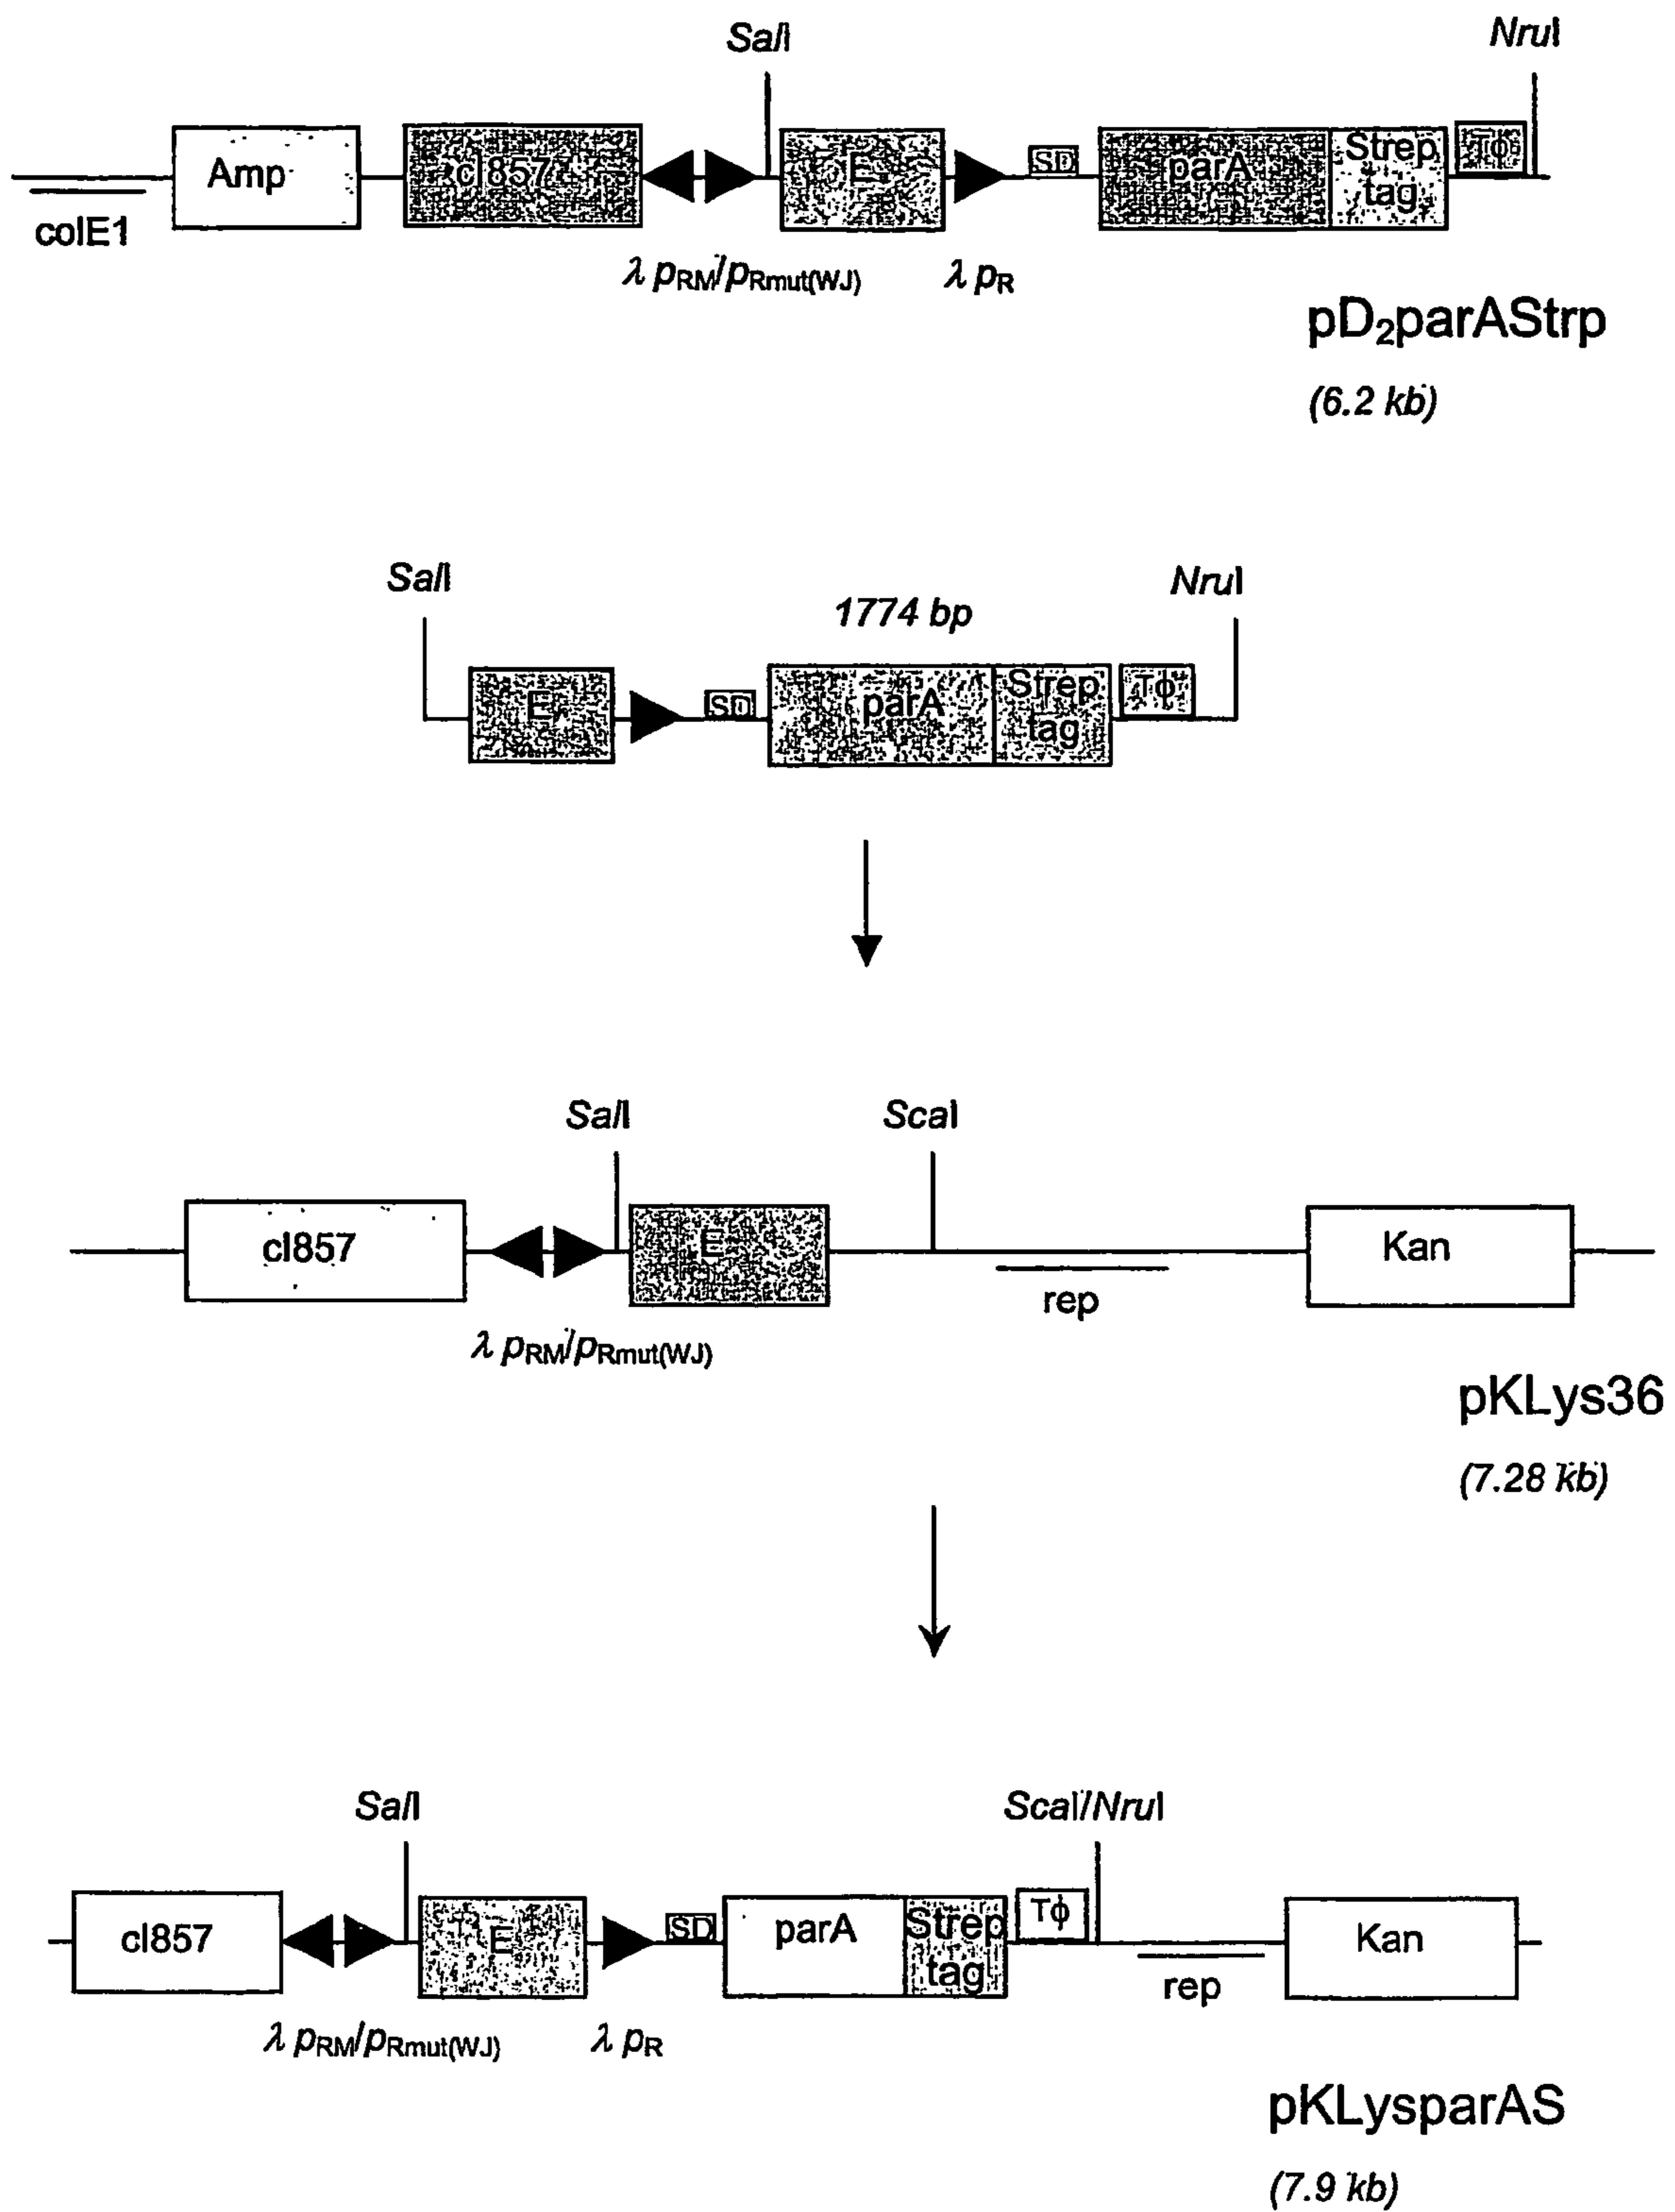 SalI NruI
Amp cI857 E SD parA Strep tag Tϕ
colE1
λ pRM/pRmut(WJ) λ pR
pD₂parAStrp
(6.2 kb)
SalI NruI
1774 bp
E SD parA Strep tag Tϕ
SalI ScaI
cI857 E Kan
rep
λ pRM/pRmut(WJ)
pKLys36
(7.28 kb)
SalI ScaI/NruI
cI857 E SD parA Strep tag Tϕ Kan
rep
λ pRM/pRmut(WJ) λ pR
pKLysparAS
(7.9 kb)